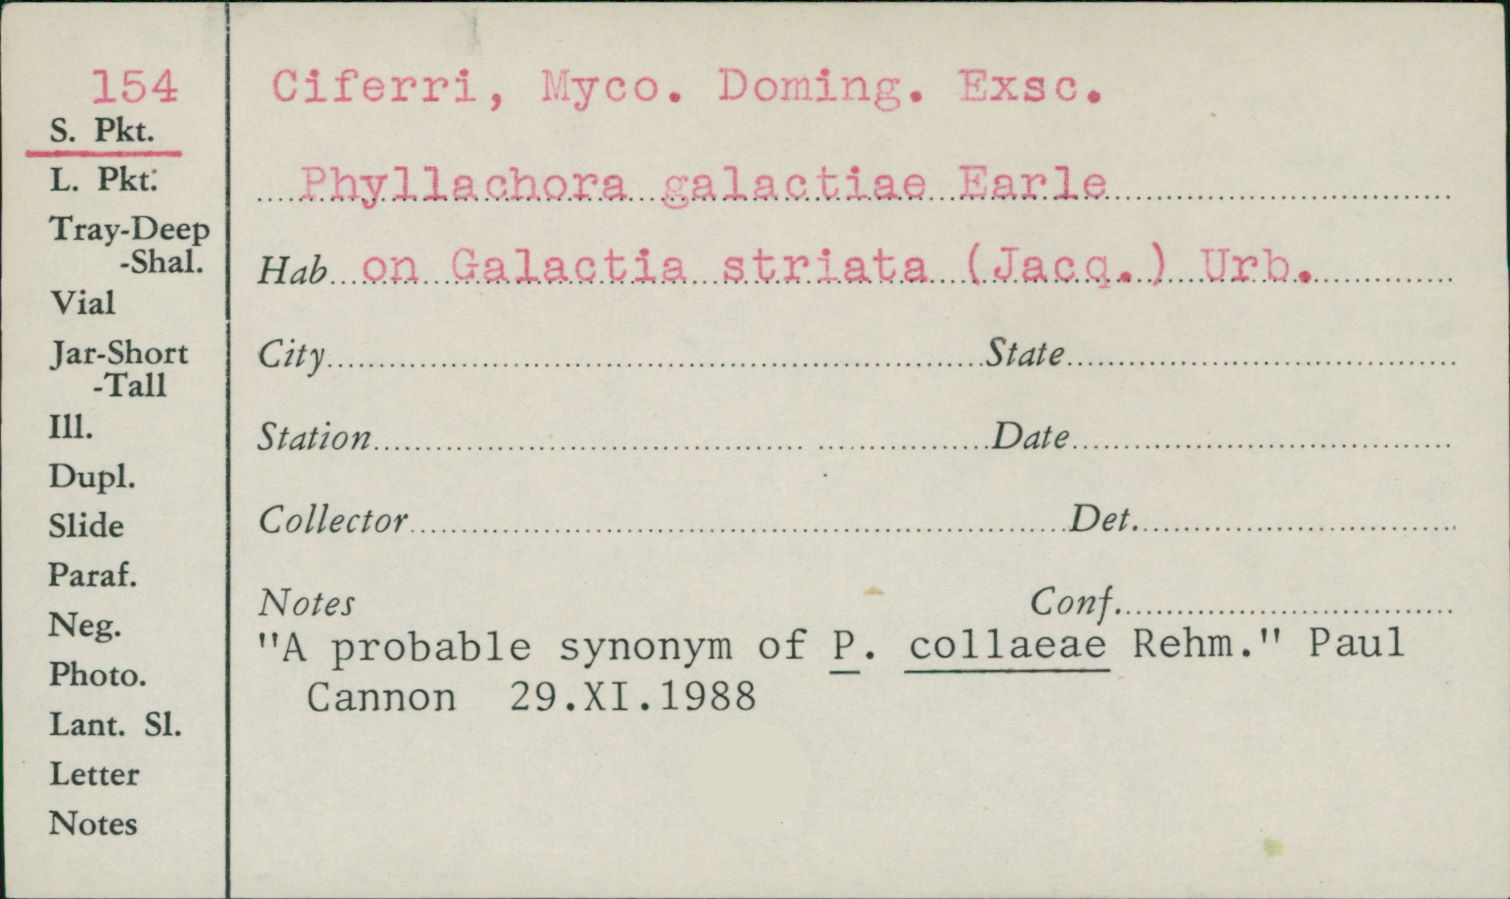 154
S. Pkt.
L. Pkt.
Tray-Deep
-Shal.
Vial
Jar-Short
-Tall
Ill.
Dupl.
Slide
Paraf.
Neg.
Photo.
Lant. Sl.
Letter
Notes
Ciferri, Myco. Doming. Exsc.
Phyllachora galactiae Earle
Hab on Galactia striata (Jacq.) Urb.
City State
Station Date
Collector Det.
Notes Conf.
"A probable synonym of P. collaeae Rehm." Paul
Cannon 29.XI.1988